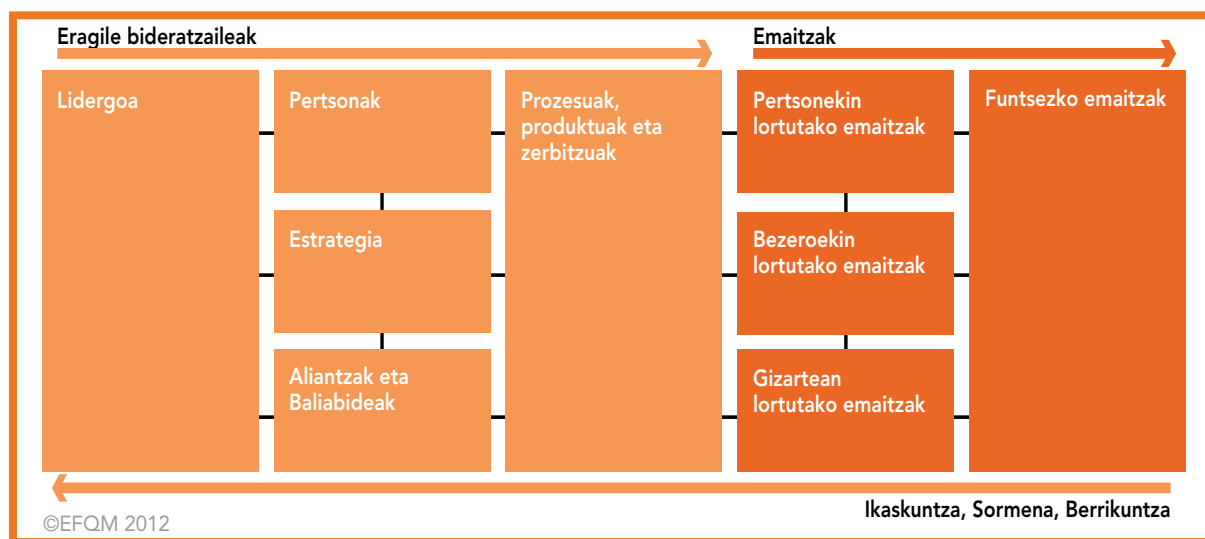 Eragile bideratzaileak
Emaitzak
Lidergoa
Pertsonak
Prozesuak,
produktuak eta
zerbitzuak
Pertsonekin
lortutako emaitzak
Funtsezko emaitzak
Estrategia
Bezeroekin
lortutako emaitzak
Aliantzak eta
Baliabideak
Gizartean
lortutako emaitzak
Ikaskuntza, Sormena, Berrikuntza
©EFQM 2012